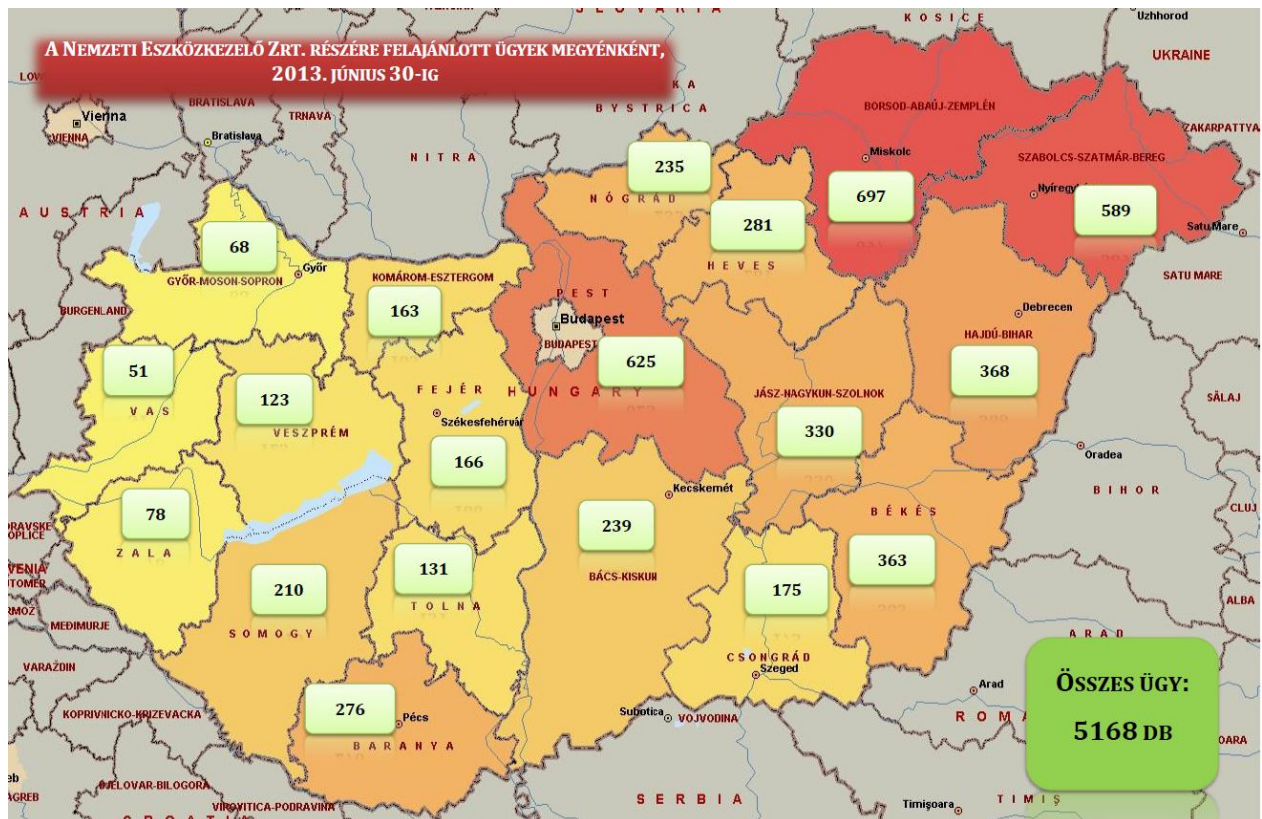 A NEMZETI ESZKÖZKEZELŐ ZRT. RÉSZÉRE FELAJÁNLOTT ÜGYEK MEGYÉNKÉNT,
2013. JÚNIUS 30-IG
SLOVAKIA
KOSICE
Uzhhorod
UKRAINE
BRATISLAVA
TRNAVA
BYSTRICA
Vienna
VIENNA
Bratislava
NITRA
BORSOD-ABAÚJ-ZEMPLÉN
ZAKARPATTYA
Miskolc
SZABOLCS-SZATMÁR-BEREG
235
NÓGRÁD
697
589
Satu Mare
AUSTRIA
68
281
HEVES
GYŐR-MOSON-SOPRON
Győr
KOMÁROM-ESZTERGOM
SATU MARE
BURGENLAND
163
PEST
Budapest
BUDAPEST
Debrecen
HAJDÚ-BIHAR
51
VAS
123
VESZPRÉM
FEJÉR
HUNGARY
625
368
JÁSZ-NAGYKUN-SZOLNOK
SĂLAJ
Székesfehérvár
166
330
Oradea
Kecskemét
BIHOR
CLUJ
78
ZALA
239
BÉKÉS
363
210
131
TOLNA
BÁCS-KISKUN
175
ALBA
MEĐIMURJE
SOMOGY
ARAD
VARAŽDIN
CSONGRÁD
Szeged
ÖSSZES ÜGY:
5168 DB
276
Pécs
BARANYA
Subotica
VOJVODINA
Arad
KOPRIVNICKO-KRIZEVACKA
BJELOVAR-BILOGORA
VIROVITICA-PODRAVINA
SERBIA
Timişoara
TIMIŞ